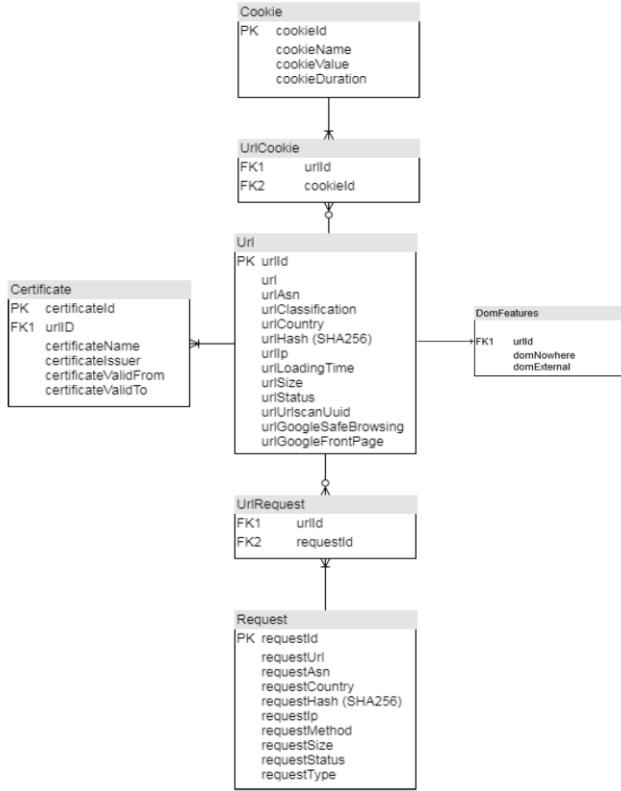 Cookie
PK cookieId
cookieName
cookieValue
cookieDuration
UrlCookie
FK1 urlId
FK2 cookieId
Url
PK urlId
url
urlAsn
urlClassification
urlCountry
urlHash (SHA256)
urlIp
urlLoadingTime
urlSize
urlStatus
urlUrlscanUuid
urlGoogleSafeBrowsing
urlGoogleFrontPage
Certificate
PK certificateId
FK1 urlID
certificateName
certificateIssuer
certificateValidFrom
certificateValidTo
DomFeatures
FK1 urlId
domNowhere
domExternal
UrlRequest
FK1 urlId
FK2 requestId
Request
PK requestId
requestUrl
requestAsn
requestCountry
requestHash (SHA256)
requestIp
requestMethod
requestSize
requestStatus
requestType